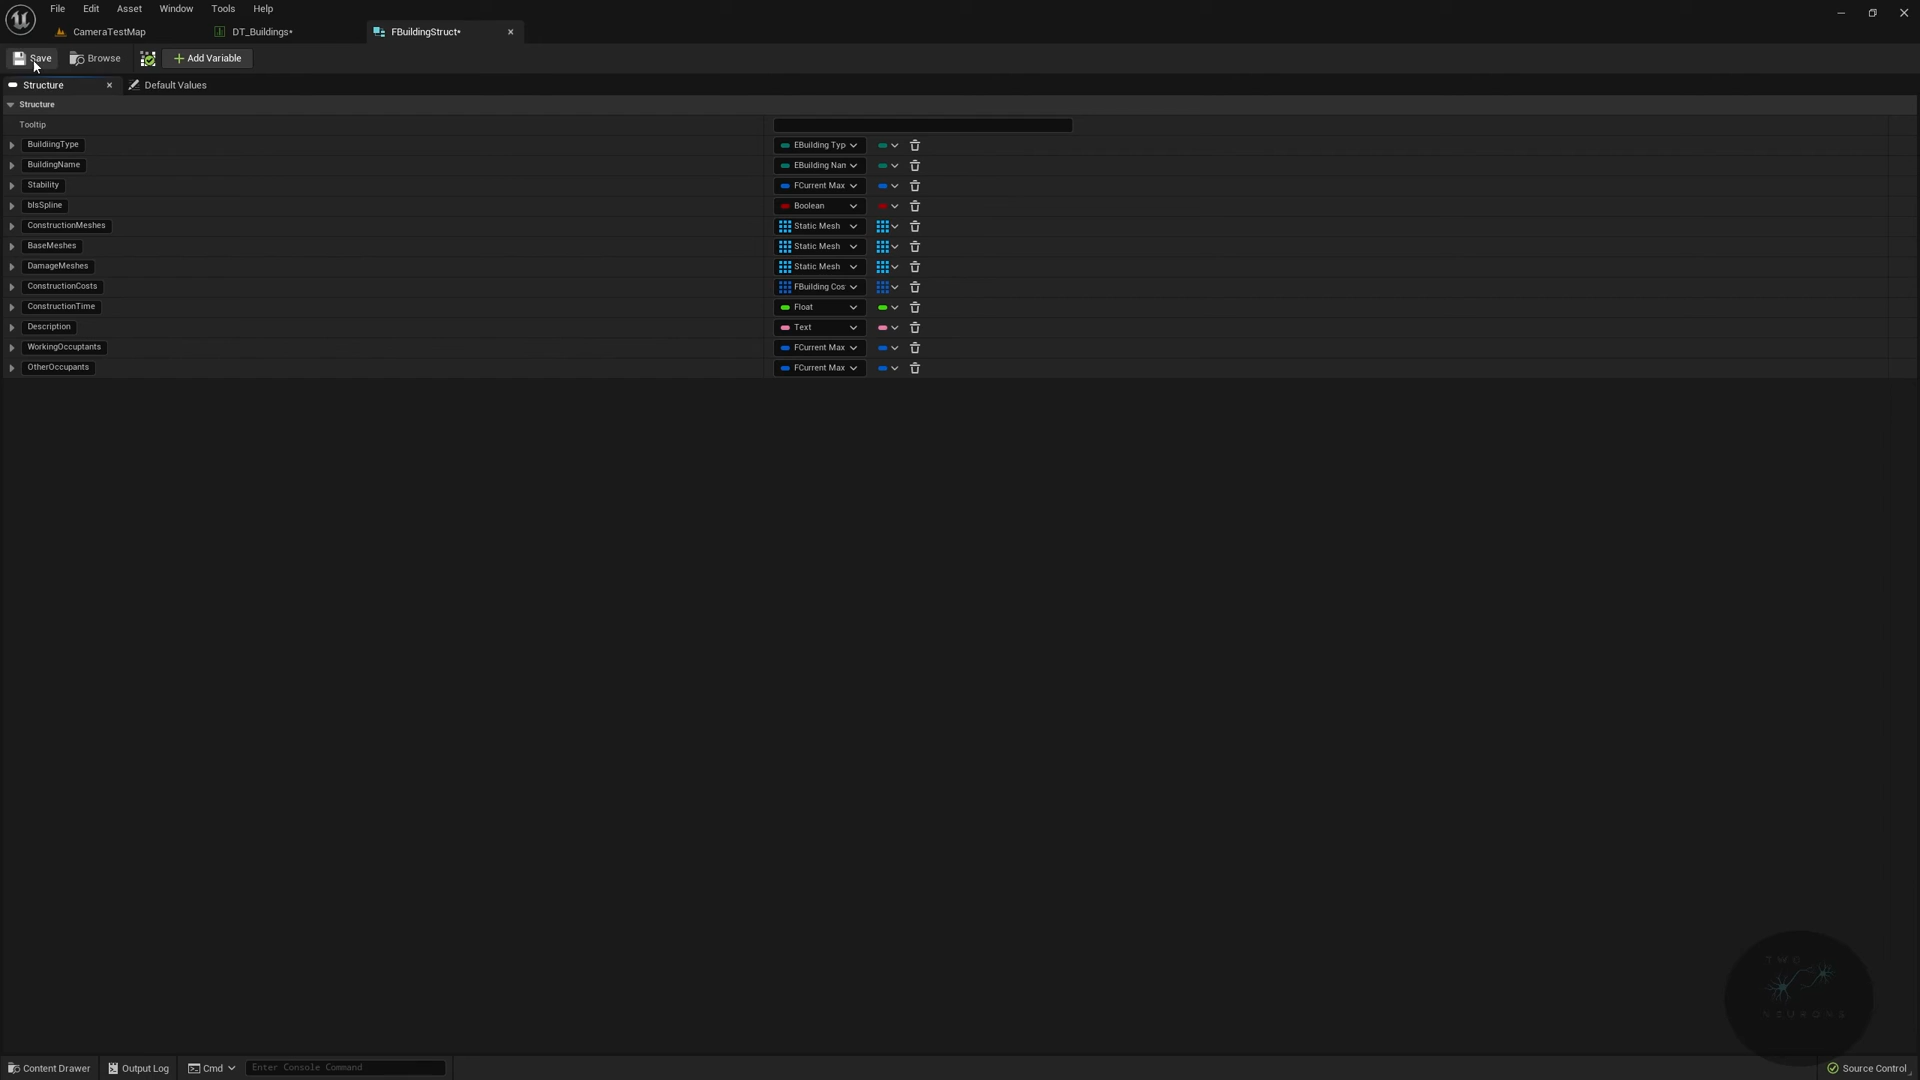 File Edit Asset Window Tools Help
CameraTestMap DT_Buildings* FBuildingStruct*
Save Browse Add Variable
Structure Default Values
Structure
Tooltip
BuildiingType EBuilding Typ
BuildingName EBuilding Nan
Stability FCurrent Max
bIsSpline Boolean
ConstructionMeshes Static Mesh
BaseMeshes Static Mesh
DamageMeshes Static Mesh
ConstructionCosts FBuilding Cos
ConstructionTime Float
Description Text
WorkingOccuptants FCurrent Max
OtherOccupants FCurrent Max
TWO
NEURONS
Content Drawer Output Log Cmd Enter Console Command Source Control